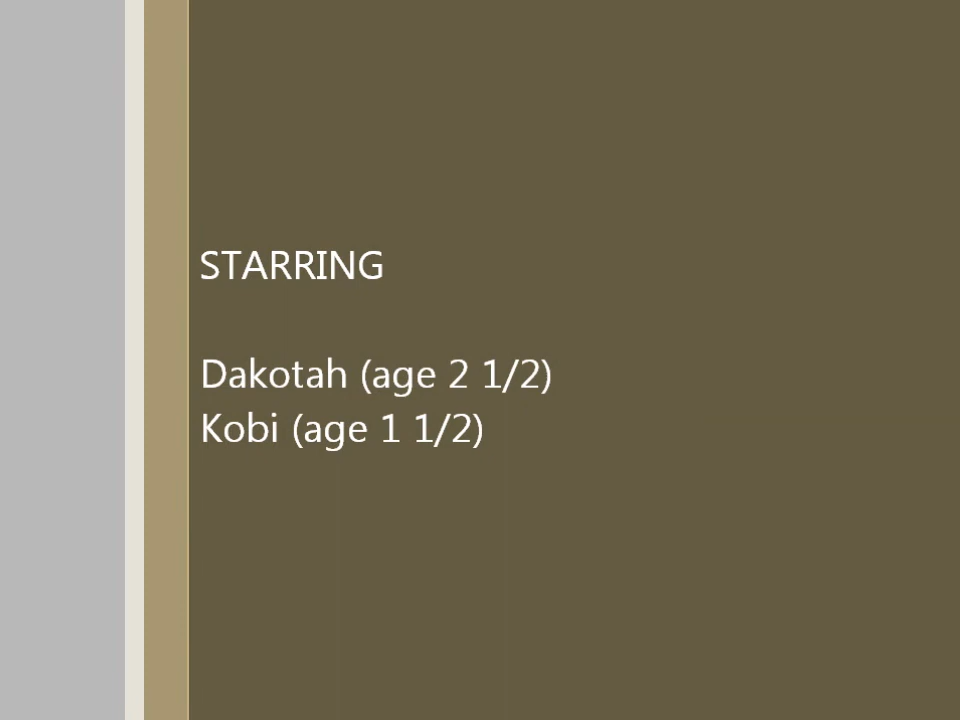 STARRING
Dakotah (age 2 1/2)
Kobi (age 1 1/2)